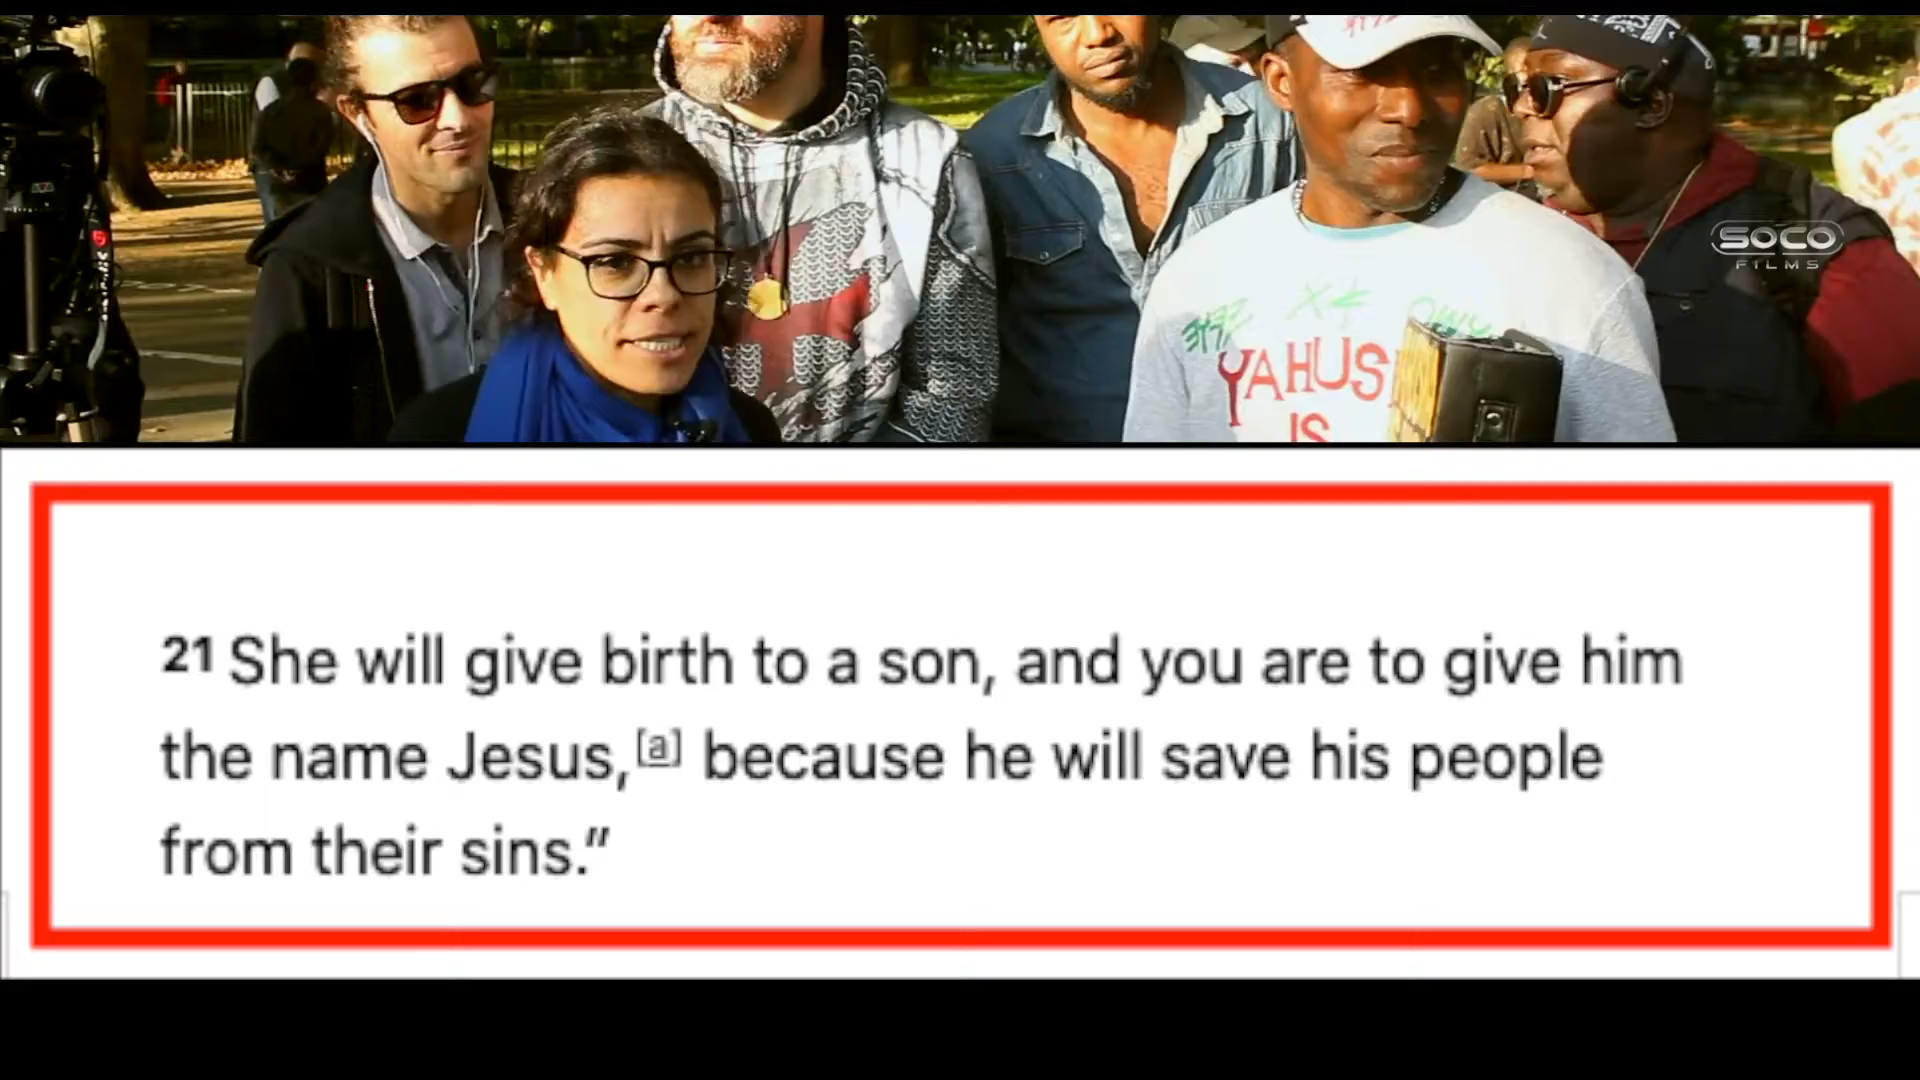 SOCO
FILMS
YAHUS
IS
21 She will give birth to a son, and you are to give him
the name Jesus,[a] because he will save his people
from their sins.”